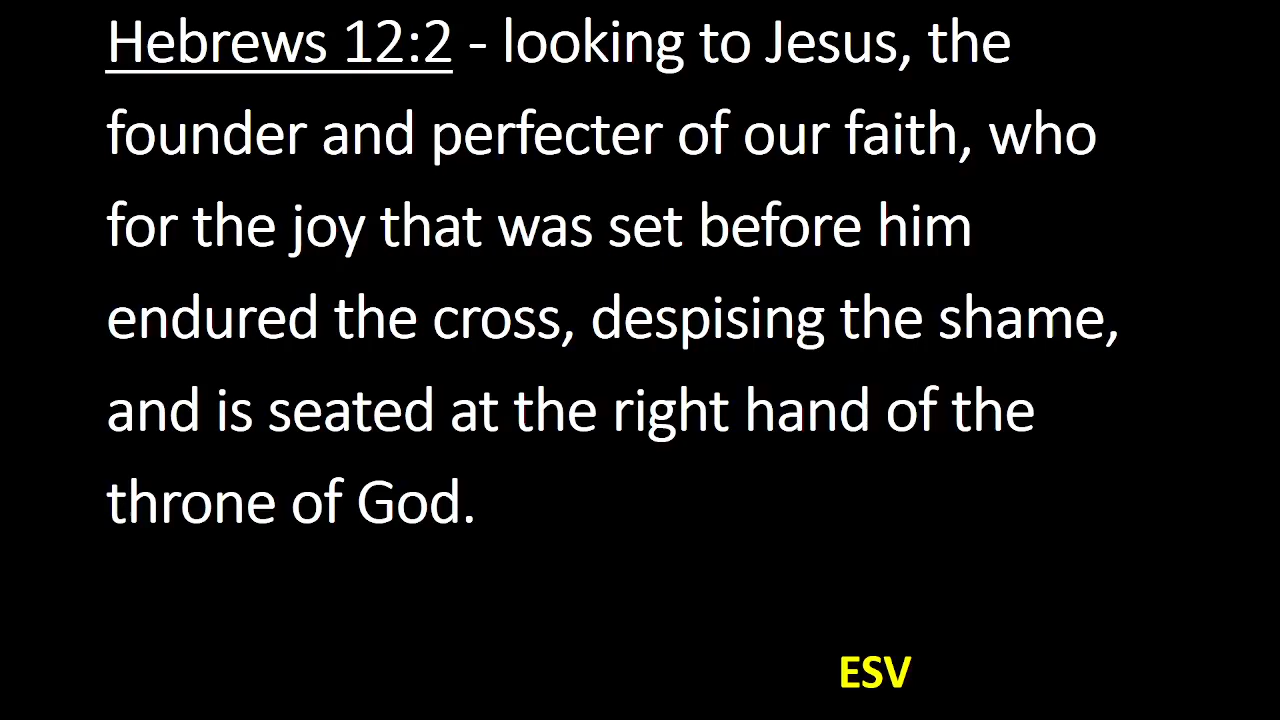 Hebrews 12:2 - looking to Jesus, the
founder and perfecter of our faith, who
for the joy that was set before him
endured the cross, despising the shame,
and is seated at the right hand of the
throne of God.
ESV